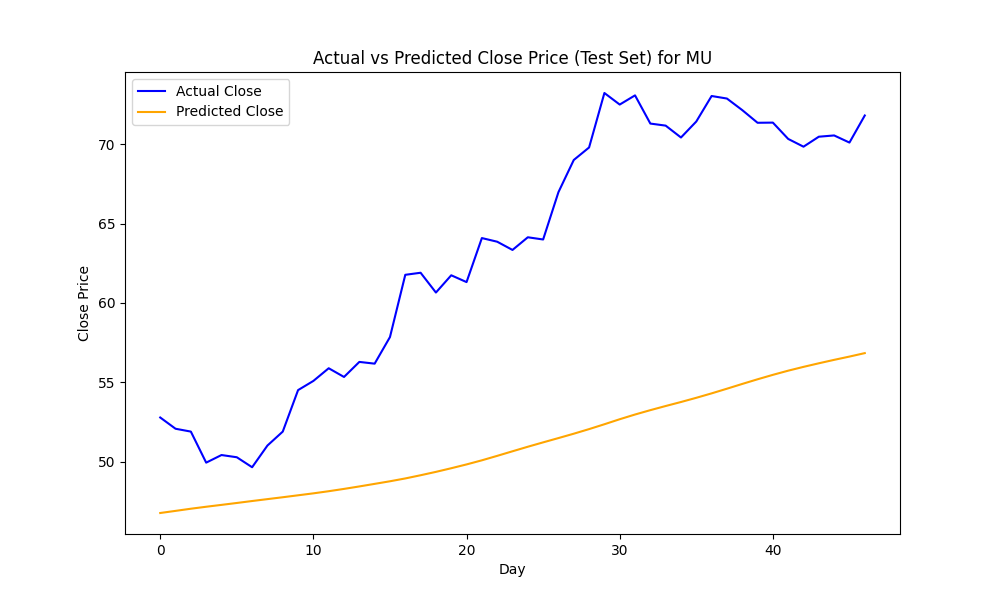 Actual vs Predicted Close Price (Test Set) for MU
Actual Close
Predicted Close
Close Price
70
65
60
55
50
0 10 20 30 40
Day